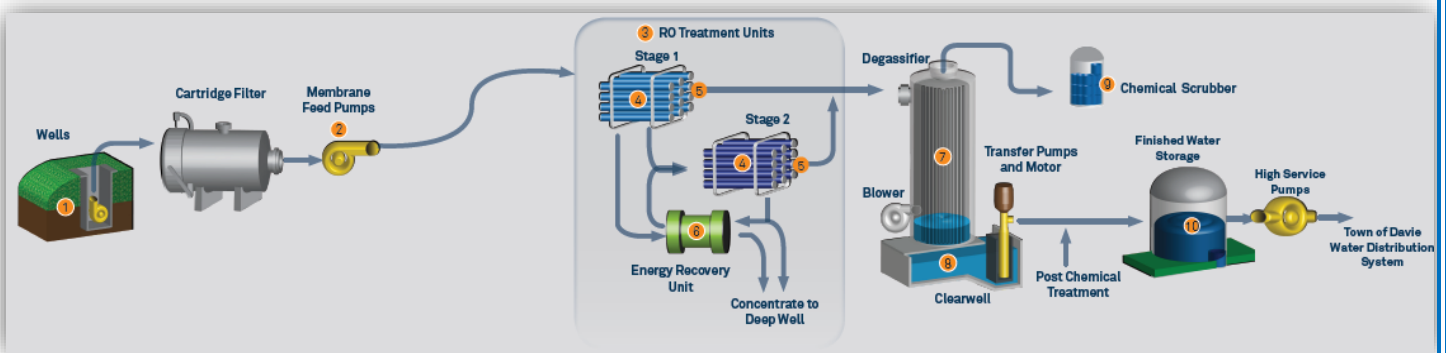 3 RO Treatment Units
Stage 1
Degassifier
Cartridge Filter
Membrane
Feed Pumps
2
4
5
9 Chemical Scrubber
Wells
Stage 2
Finished Water
Storage
Transfer Pumps
and Motor
4
5
7
High Service
Pumps
Blower
1
6
10
Town of Davie
Water Distribution
System
Energy Recovery
Unit
8
Post Chemical
Treatment
Clearwell
Concentrate to
Deep Well